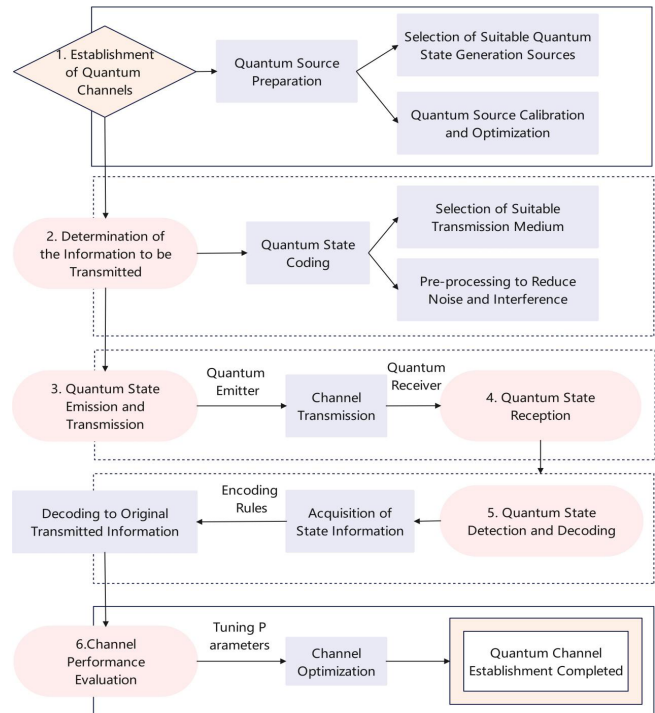 1. Establishment
of Quantum
Channels
Quantum Source
Preparation
Selection of Suitable Quantum
State Generation Sources
Quantum Source Calibration
and Optimization
2. Determination of
the Information to be
Transmitted
Quantum State
Coding
Selection of Suitable
Transmission Medium
Pre-processing to Reduce
Noise and Interference
3. Quantum State
Emission and
Transmission
Quantum
Emitter
Channel
Transmission
Quantum
Receiver
4. Quantum State
Reception
5. Quantum State
Detection and Decoding
Acquisition of
State Information
Encoding
Rules
Decoding to Original
Transmitted Information
6.Channel
Performance
Evaluation
Tuning P
arameters
Channel
Optimization
Quantum Channel
Establishment Completed